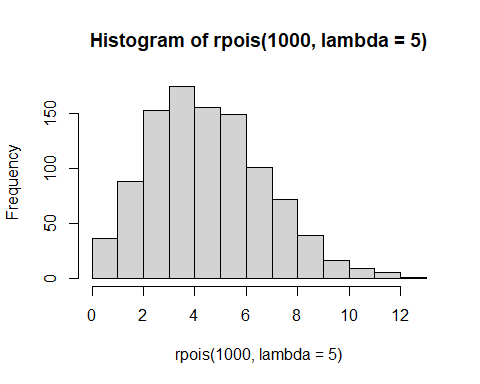 Histogram of rpois(1000, lambda = 5)
Frequency
150
100
50
0
0 2 4 6 8 10 12
rpois(1000, lambda = 5)